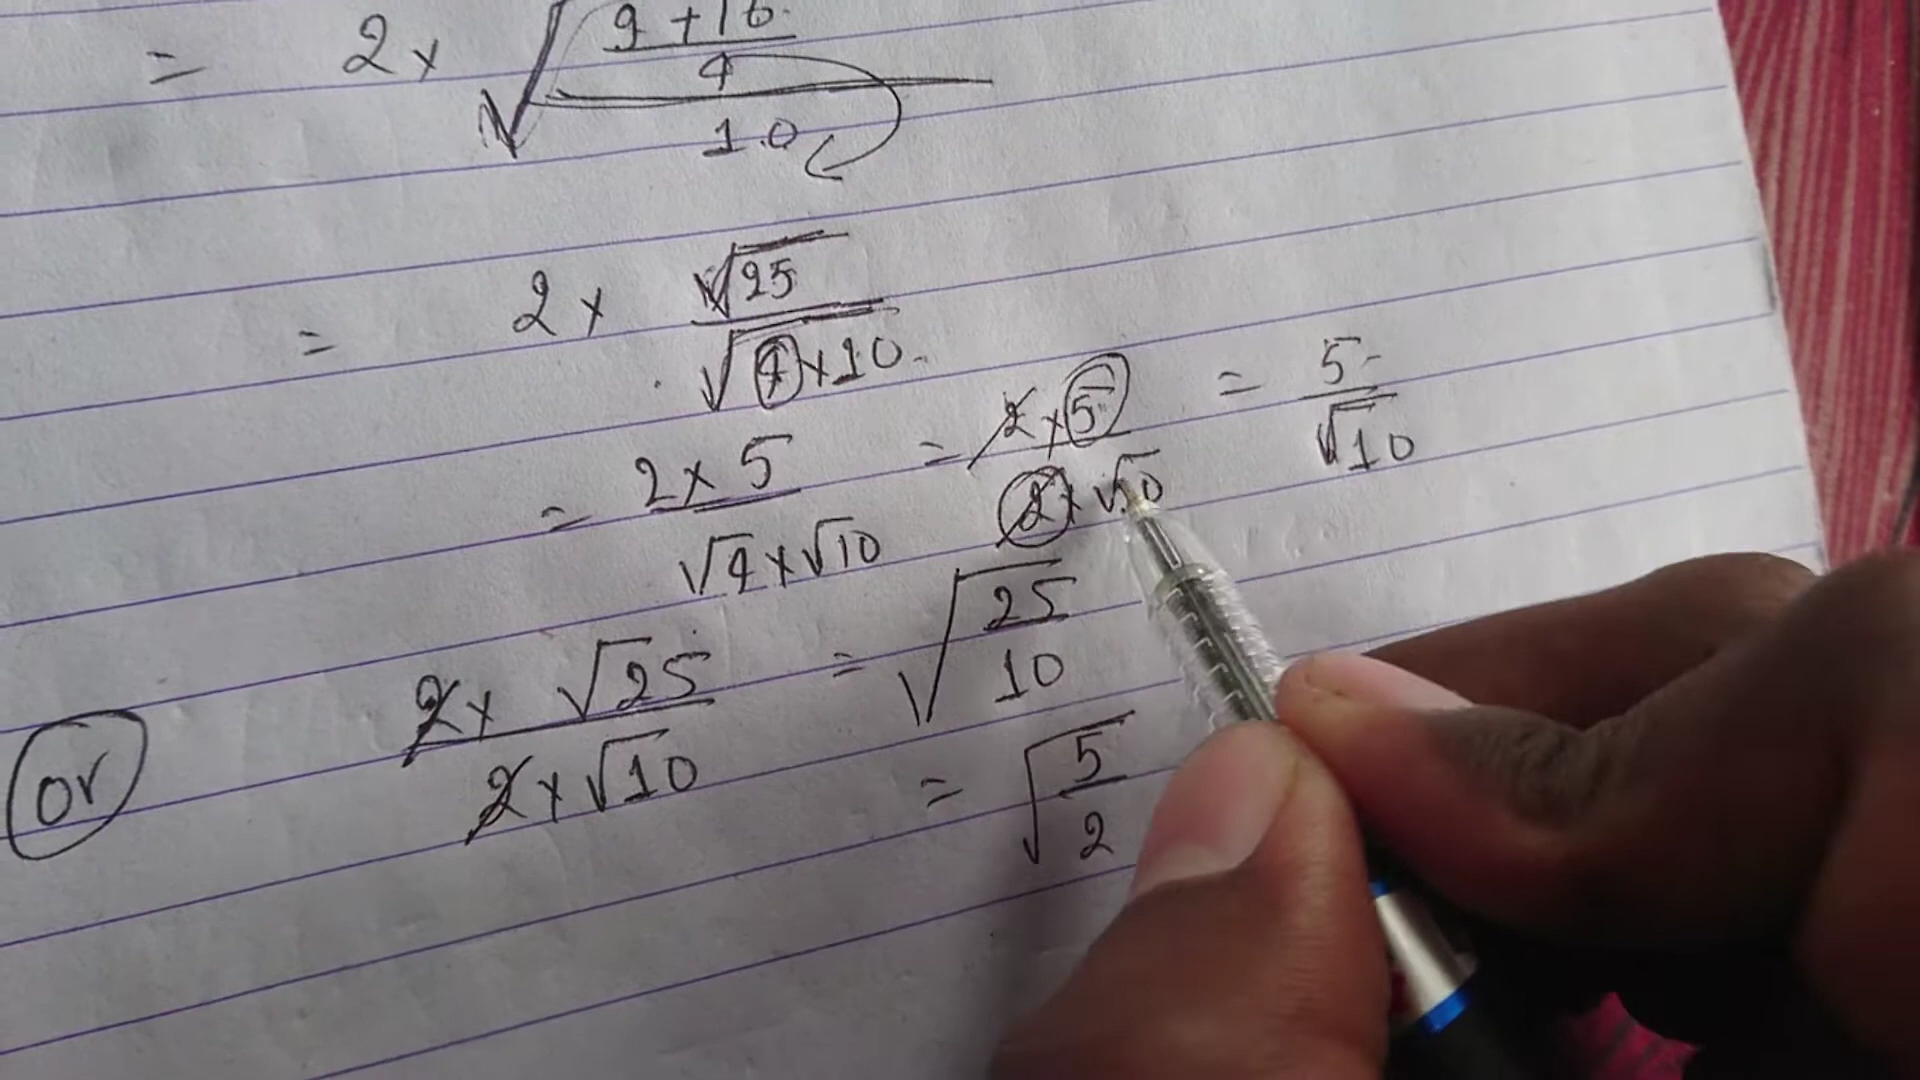 = 2 × √(((9 + 16)/4)/10)
= 2 × √25/√(4 × 10)
= (2 × 5)/(√4 × √10) = (2 × 5)/(2 × √10) = 5/√10
or (2 × √25)/(2 × √10) = √(25/10)
= √(5/2)